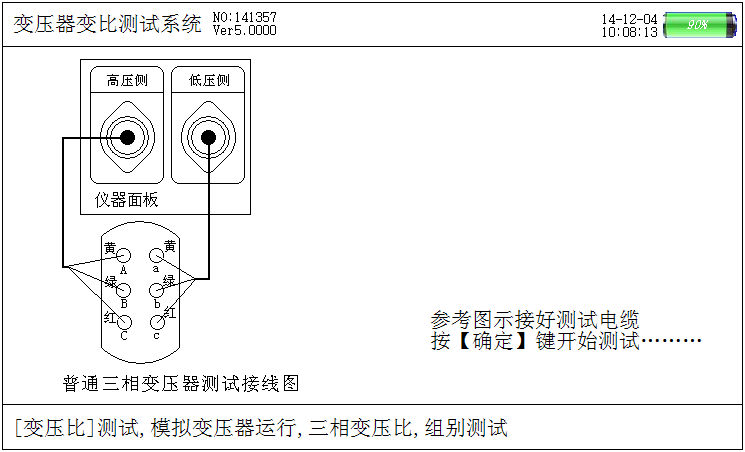 变压器变比测试系统 NO:141357
Ver5.0000
14-12-04
10:08:13
90%
高压侧 低压侧
仪器面板
黄 黄
A a
绿 绿
B b
红 红
C c
参考图示接好测试电缆
按【确定】键开始测试………
普通三相变压器测试接线图
[变压比]测试,模拟变压器运行,三相变压比,组别测试